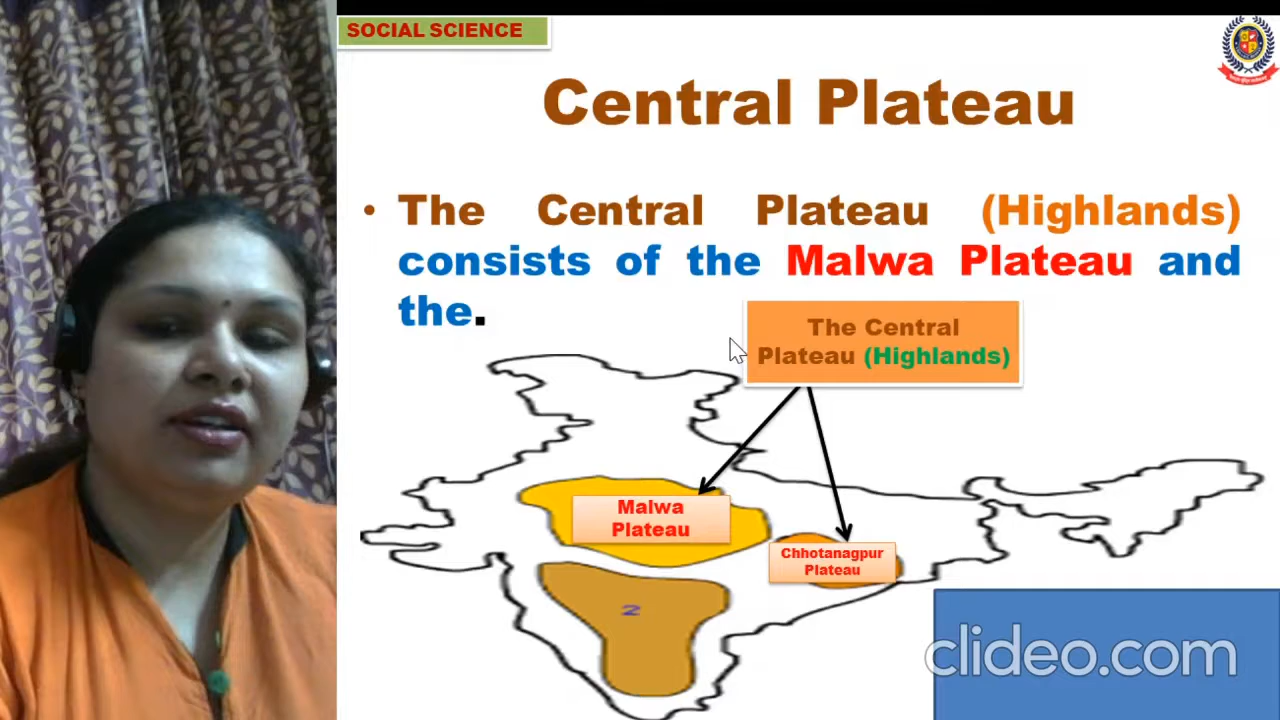 SOCIAL SCIENCE
Central Plateau
• The Central Plateau (Highlands)
consists of the Malwa Plateau and
the.
The Central
Plateau (Highlands)
Malwa
Plateau
Chhotanagpur
Plateau
2
clideo.com